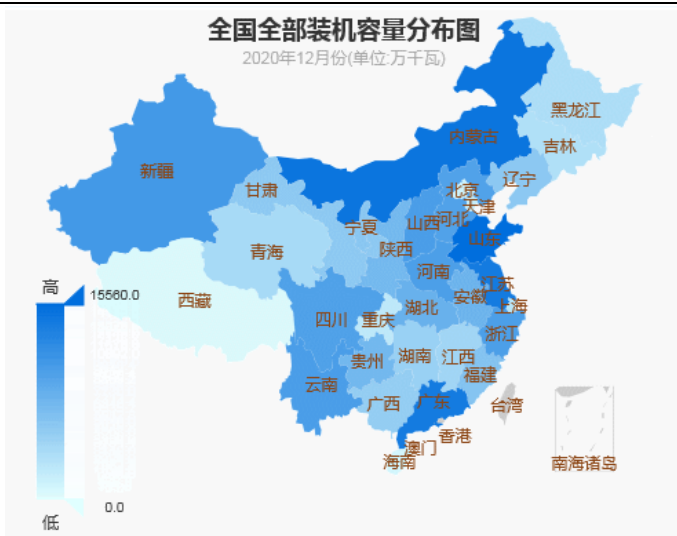 全国全部装机容量分布图
2020年12月份(单位:万千瓦)
黑龙江
内蒙古
吉林
新疆
辽宁
甘肃
北京
天津
宁夏
山西
河北
山东
陕西
青海
河南
高
15560.0
江苏
安徽
西藏
上海
湖北
四川
重庆
浙江
湖南
江西
贵州
福建
云南
广西
广东
台湾
香港
澳门
海南
南海诸岛
0.0
低